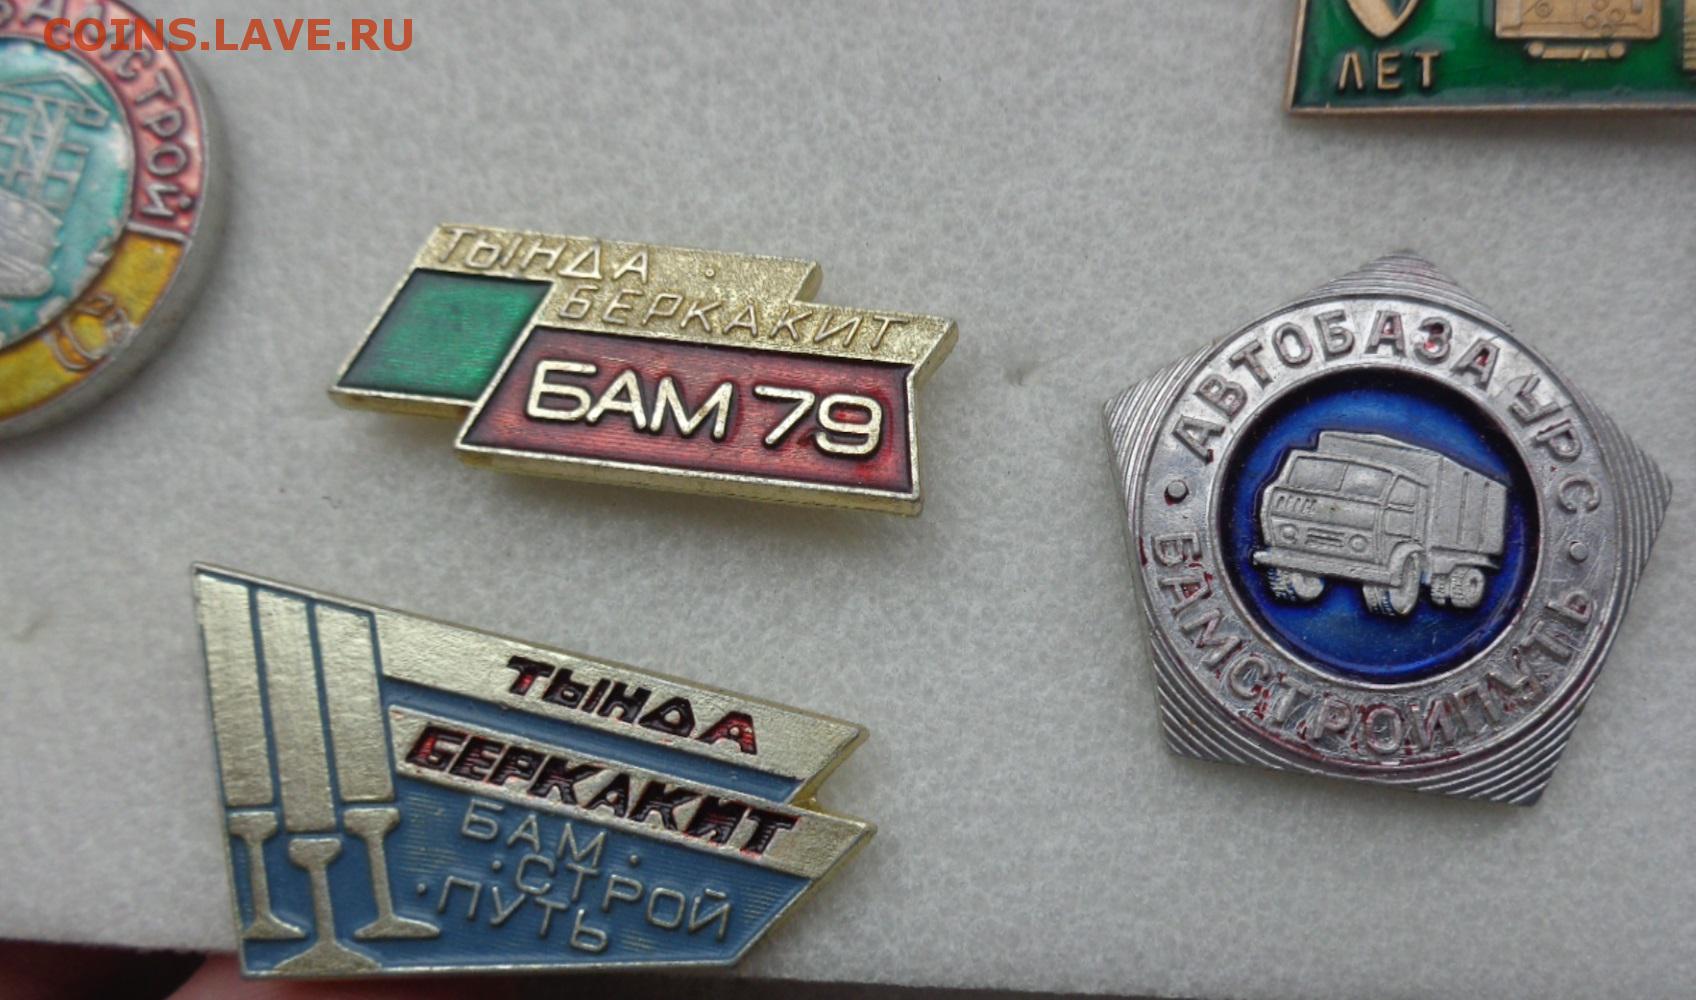 COINS.LAVE.RU
ЛЕТ
ТЫНДА
БЕРКАКИТ
БАМ 79
АВТОБАЗА УРС
БАМСТРОЙПУТЬ
ТЫНДА
БЕРКАКИТ
БАМ
СТРОЙ
ПУТЬ